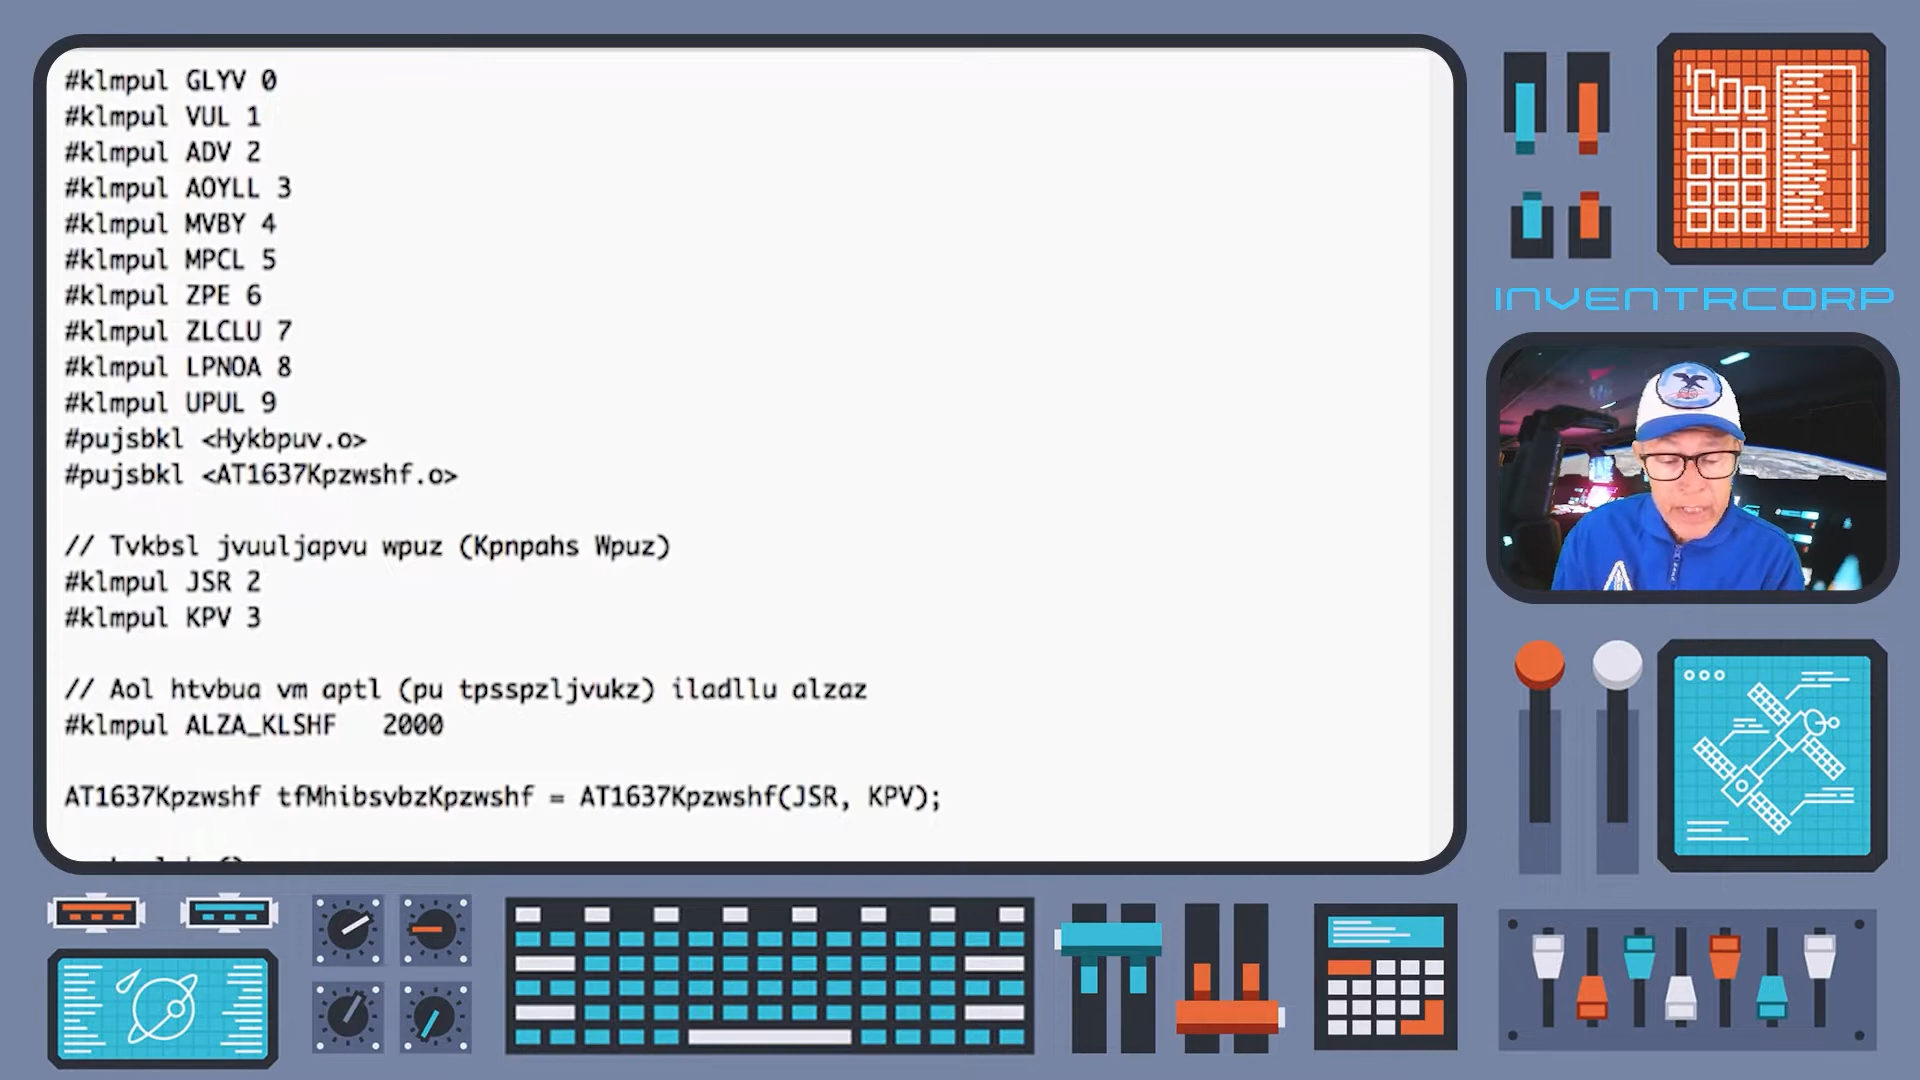 #klmpul GLYV 0
#klmpul VUL 1
#klmpul ADV 2
#klmpul AOYLL 3
#klmpul MVBY 4
#klmpul MPCL 5
#klmpul ZPE 6
#klmpul ZLCLU 7
#klmpul LPNOA 8
#klmpul UPUL 9
#pujsbkl <Hykbpuv.o>
#pujsbkl <AT1637Kpzwshf.o>
// Tvkbsl jvuuljapvu wpuz (Kpnpahs Wpuz)
#klmpul JSR 2
#klmpul KPV 3
// Aol htvbua vm aptl (pu tpsspzljvukz) iladllu alzaz
#klmpul ALZA_KLSHF 2000
AT1637Kpzwshf tfMhibsvbzKpzwshf = AT1637Kpzwshf(JSR, KPV);
INVENTRCORP